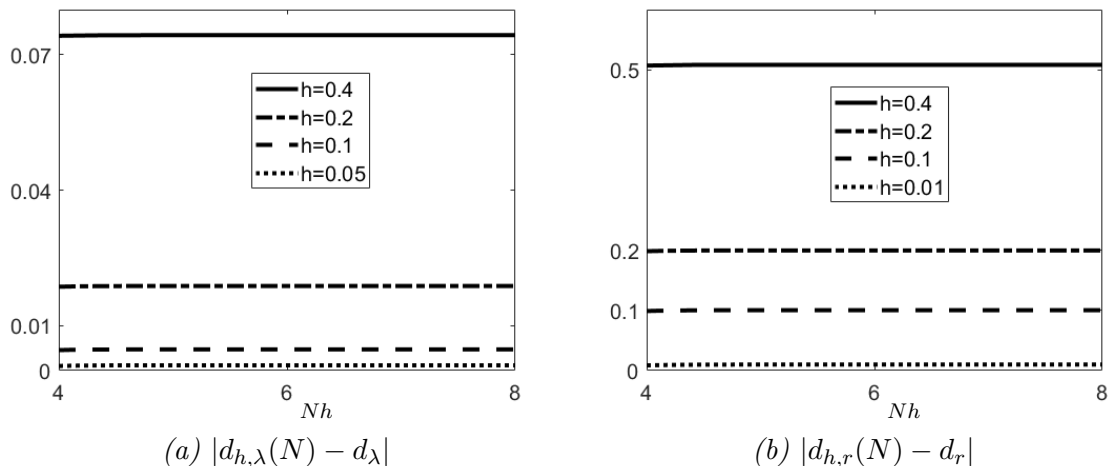 0.07
0.04
0.01
0
h=0.4
h=0.2
h=0.1
h=0.05
4
6
8
Nh
(a) |d_{h,λ}(N) − d_λ|
0.5
0.2
0.1
0
h=0.4
h=0.2
h=0.1
h=0.01
4
6
8
Nh
(b) |d_{h,r}(N) − d_r|